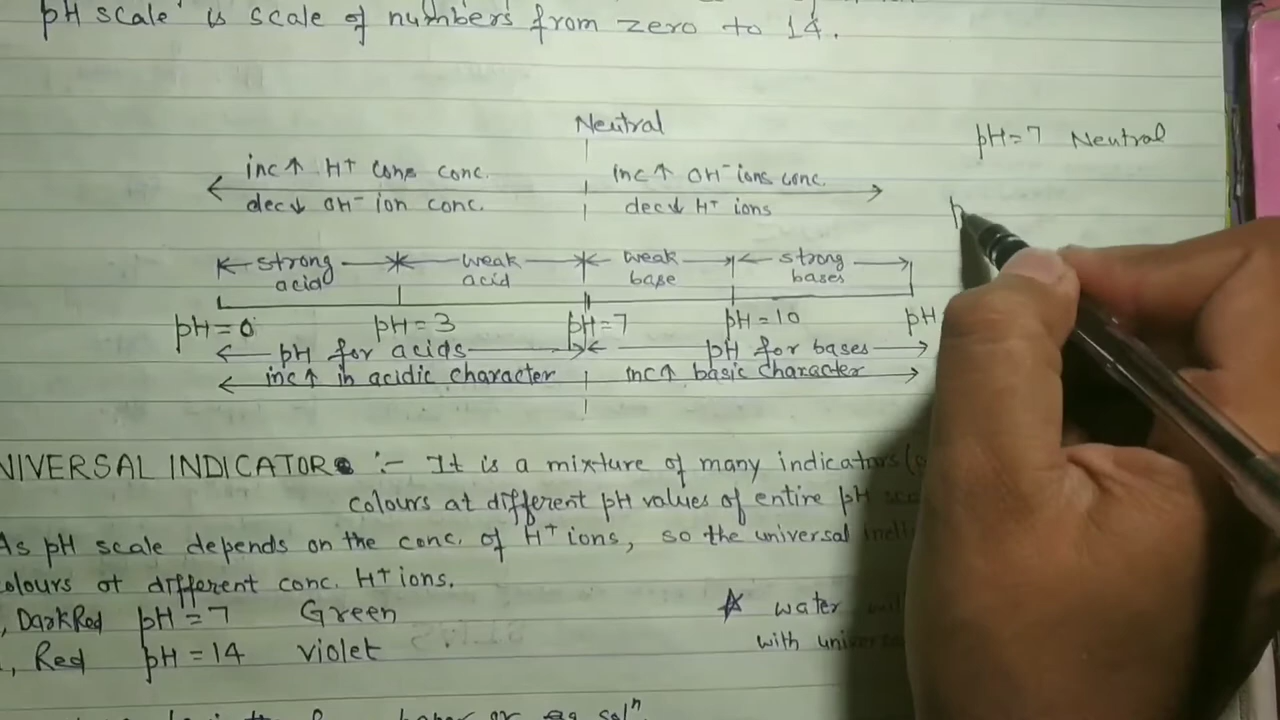 pH scale is scale of numbers from zero to 14.
Neutral
pH=7 Neutral
inc↑ H+ conc.
inc↑ OH⁻ ions conc.
dec↓ OH⁻ ion conc.
dec↓ H+ ions
strong acid
weak acid
weak base
strong bases
pH=0 pH=3 pH=7 pH=10 pH
pH for acids pH for bases
inc↑ in acidic character inc↑ basic character
NIVERSAL INDICATOR :- It is a mixture of many indicators
colours at different pH values of entire pH
As pH scale depends on the conc. of H+ ions, so the universal
colours at different conc. H+ ions.
, Dark Red pH=7 Green
, Red pH=14 violet
☆ water
with
or aq solⁿ.